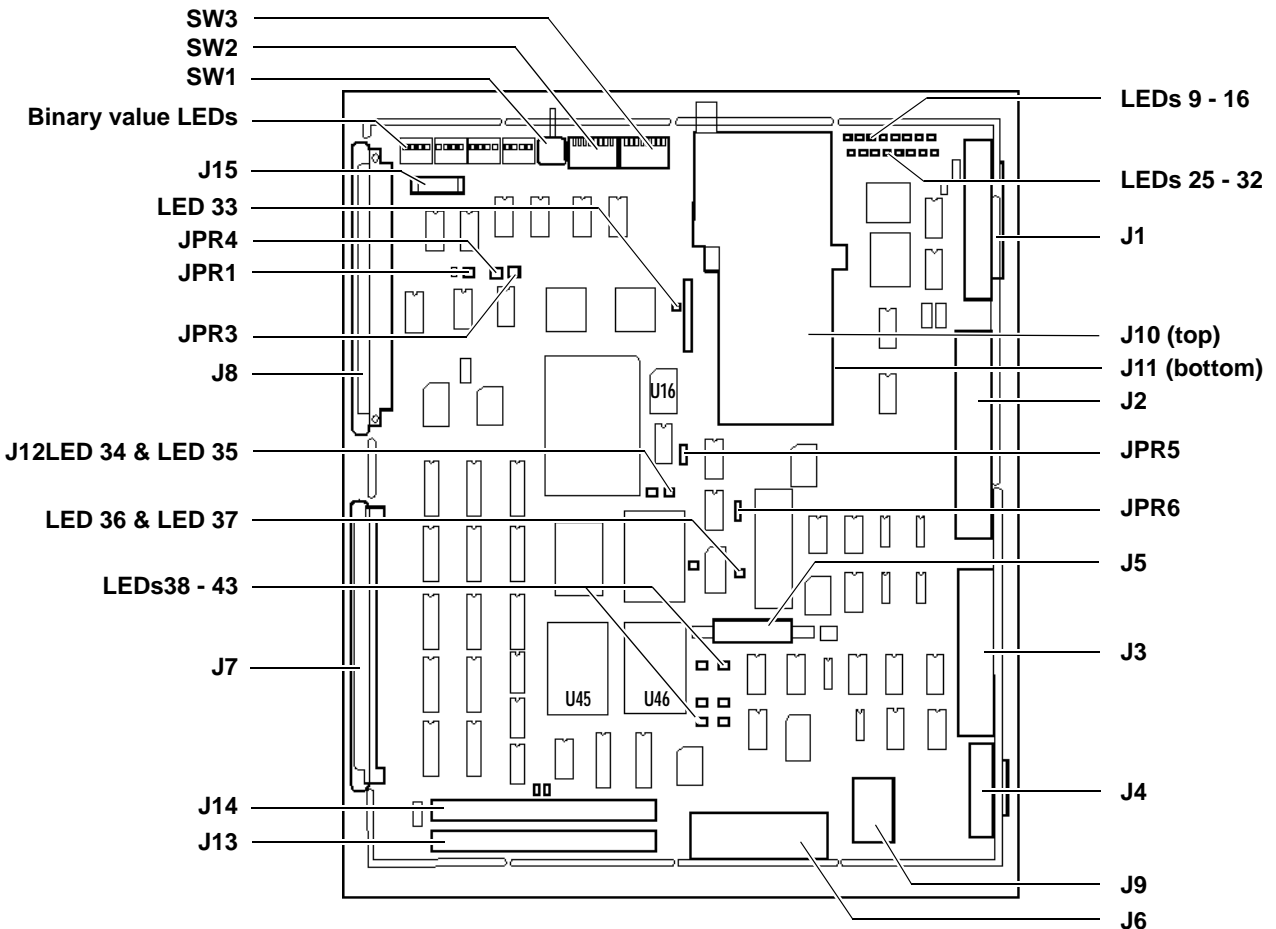 SW3
SW2
SW1
Binary value LEDs
J15
LED 33
JPR4
JPR1
JPR3
J8
J12LED 34 & LED 35
LED 36 & LED 37
LEDs38 - 43
J7
J14
J13
U16
U45
U46
LEDs 9 - 16
LEDs 25 - 32
J1
J10 (top)
J11 (bottom)
J2
JPR5
JPR6
J5
J3
J4
J9
J6